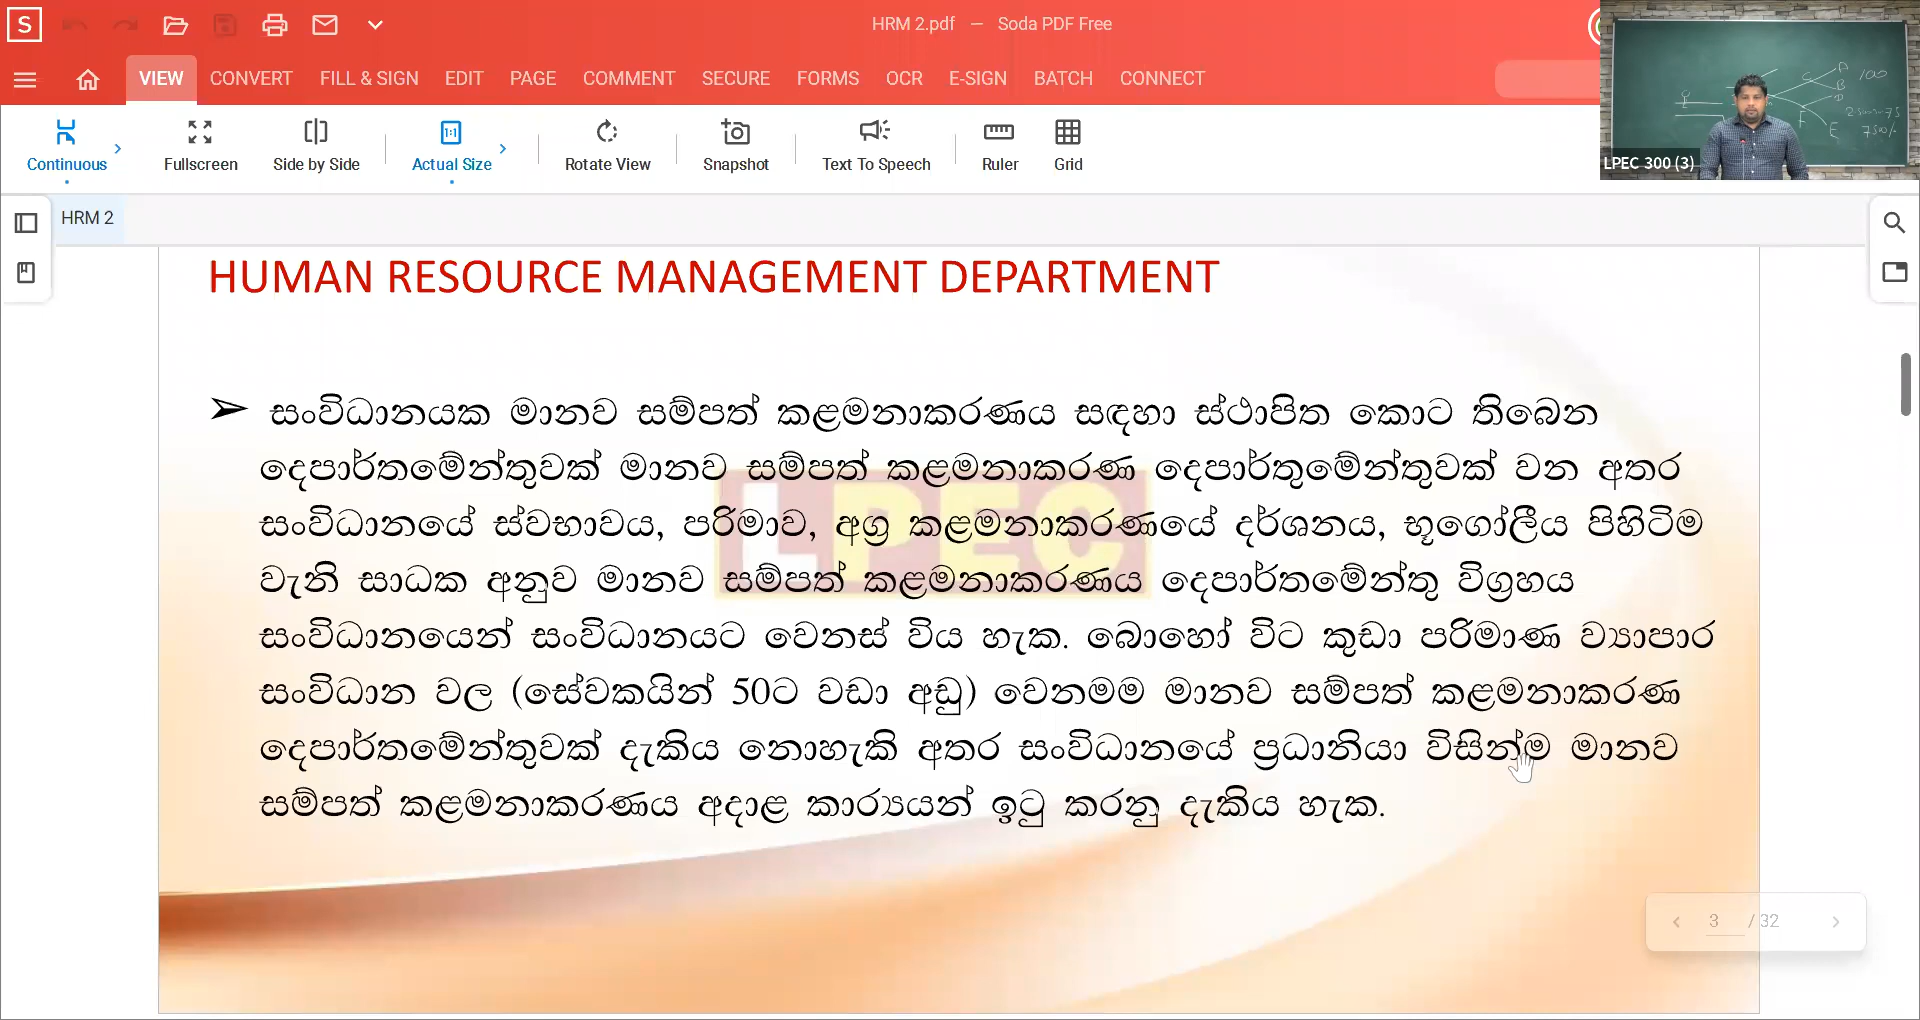 S
HRM 2.pdf — Soda PDF Free
VIEW CONVERT FILL & SIGN EDIT PAGE COMMENT SECURE FORMS OCR E-SIGN BATCH CONNECT
Continuous Fullscreen Side by Side 1:1 Actual Size Rotate View Snapshot Text To Speech Ruler Grid
LPEC 300 (3)
A
100
B
D
F
E
HRM 2
HUMAN RESOURCE MANAGEMENT DEPARTMENT
➢ සංවිධානයක මානව සම්පත් කළමනාකරණය සඳහා ස්ථාපිත කොට තිබෙන
දෙපාර්තමේන්තුවක් මානව සම්පත් කළමනාකරණ දෙපාර්තුමේන්තුවක් වන අතර
සංවිධානයේ ස්වභාවය, පරිමාව, අග්‍ර කළමනාකරණයේ දර්ශනය, භූගෝලීය පිහිටිම
වැනි සාධක අනුව මානව සම්පත් කළමනාකරණය දෙපාර්තමේන්තු විග්‍රහය
සංවිධානයෙන් සංවිධානයට වෙනස් විය හැක. බොහෝ විට කුඩා පරිමාණ ව්‍යාපාර
සංවිධාන වල (සේවකයින් 50ට වඩා අඩු) වෙනමම මානව සම්පත් කළමනාකරණ
දෙපාර්තමේන්තුවක් දැකිය නොහැකි අතර සංවිධානයේ ප්‍රධානියා විසින්ම මානව
සම්පත් කළමනාකරණය අදාළ කාර්‍යයන් ඉටු කරනු දැකිය හැක.
LPEC
3 / 32